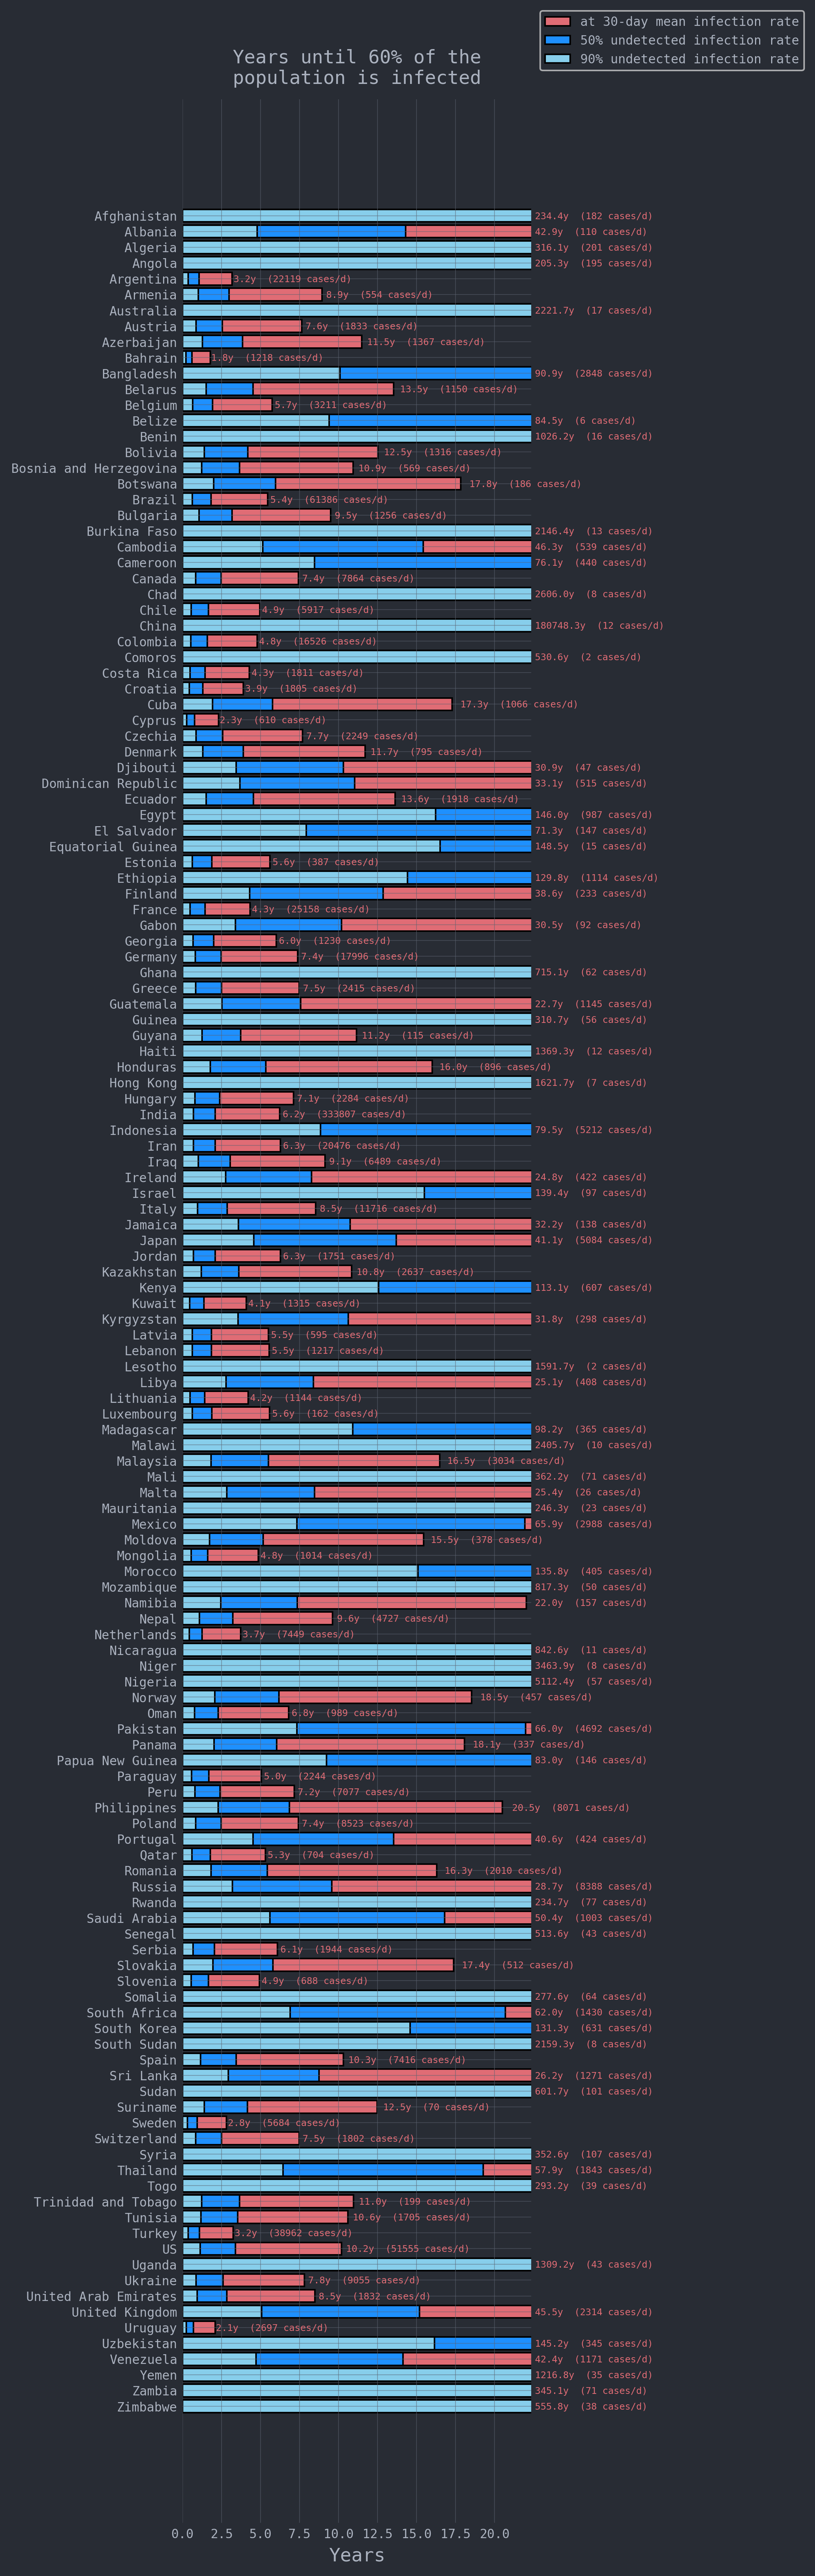 at 30-day mean infection rate
50% undetected infection rate
90% undetected infection rate
Years until 60% of the
population is infected
Afghanistan 234.4y (182 cases/d)
Albania 42.9y (110 cases/d)
Algeria 316.1y (201 cases/d)
Angola 205.3y (195 cases/d)
Argentina 3.2y (22119 cases/d)
Armenia 8.9y (554 cases/d)
Australia 2221.7y (17 cases/d)
Austria 7.6y (1833 cases/d)
Azerbaijan 11.5y (1367 cases/d)
Bahrain 1.8y (1218 cases/d)
Bangladesh 90.9y (2848 cases/d)
Belarus 13.5y (1150 cases/d)
Belgium 5.7y (3211 cases/d)
Belize 84.5y (6 cases/d)
Benin 1026.2y (16 cases/d)
Bolivia 12.5y (1316 cases/d)
Bosnia and Herzegovina 10.9y (569 cases/d)
Botswana 17.8y (186 cases/d)
Brazil 5.4y (61386 cases/d)
Bulgaria 9.5y (1256 cases/d)
Burkina Faso 2146.4y (13 cases/d)
Cambodia 46.3y (539 cases/d)
Cameroon 76.1y (440 cases/d)
Canada 7.4y (7864 cases/d)
Chad 2606.0y (8 cases/d)
Chile 4.9y (5917 cases/d)
China 180748.3y (12 cases/d)
Colombia 4.8y (16526 cases/d)
Comoros 530.6y (2 cases/d)
Costa Rica 4.3y (1811 cases/d)
Croatia 3.9y (1805 cases/d)
Cuba 17.3y (1066 cases/d)
Cyprus 2.3y (610 cases/d)
Czechia 7.7y (2249 cases/d)
Denmark 11.7y (795 cases/d)
Djibouti 30.9y (47 cases/d)
Dominican Republic 33.1y (515 cases/d)
Ecuador 13.6y (1918 cases/d)
Egypt 146.0y (987 cases/d)
El Salvador 71.3y (147 cases/d)
Equatorial Guinea 148.5y (15 cases/d)
Estonia 5.6y (387 cases/d)
Ethiopia 129.8y (1114 cases/d)
Finland 38.6y (233 cases/d)
France 4.3y (25158 cases/d)
Gabon 30.5y (92 cases/d)
Georgia 6.0y (1230 cases/d)
Germany 7.4y (17996 cases/d)
Ghana 715.1y (62 cases/d)
Greece 7.5y (2415 cases/d)
Guatemala 22.7y (1145 cases/d)
Guinea 310.7y (56 cases/d)
Guyana 11.2y (115 cases/d)
Haiti 1369.3y (12 cases/d)
Honduras 16.0y (896 cases/d)
Hong Kong 1621.7y (7 cases/d)
Hungary 7.1y (2284 cases/d)
India 6.2y (333807 cases/d)
Indonesia 79.5y (5212 cases/d)
Iran 6.3y (20476 cases/d)
Iraq 9.1y (6489 cases/d)
Ireland 24.8y (422 cases/d)
Israel 139.4y (97 cases/d)
Italy 8.5y (11716 cases/d)
Jamaica 32.2y (138 cases/d)
Japan 41.1y (5084 cases/d)
Jordan 6.3y (1751 cases/d)
Kazakhstan 10.8y (2637 cases/d)
Kenya 113.1y (607 cases/d)
Kuwait 4.1y (1315 cases/d)
Kyrgyzstan 31.8y (298 cases/d)
Latvia 5.5y (595 cases/d)
Lebanon 5.5y (1217 cases/d)
Lesotho 1591.7y (2 cases/d)
Libya 25.1y (408 cases/d)
Lithuania 4.2y (1144 cases/d)
Luxembourg 5.6y (162 cases/d)
Madagascar 98.2y (365 cases/d)
Malawi 2405.7y (10 cases/d)
Malaysia 16.5y (3034 cases/d)
Mali 362.2y (71 cases/d)
Malta 25.4y (26 cases/d)
Mauritania 246.3y (23 cases/d)
Mexico 65.9y (2988 cases/d)
Moldova 15.5y (378 cases/d)
Mongolia 4.8y (1014 cases/d)
Morocco 135.8y (405 cases/d)
Mozambique 817.3y (50 cases/d)
Namibia 22.0y (157 cases/d)
Nepal 9.6y (4727 cases/d)
Netherlands 3.7y (7449 cases/d)
Nicaragua 842.6y (11 cases/d)
Niger 3463.9y (8 cases/d)
Nigeria 5112.4y (57 cases/d)
Norway 18.5y (457 cases/d)
Oman 6.8y (989 cases/d)
Pakistan 66.0y (4692 cases/d)
Panama 18.1y (337 cases/d)
Papua New Guinea 83.0y (146 cases/d)
Paraguay 5.0y (2244 cases/d)
Peru 7.2y (7077 cases/d)
Philippines 20.5y (8071 cases/d)
Poland 7.4y (8523 cases/d)
Portugal 40.6y (424 cases/d)
Qatar 5.3y (704 cases/d)
Romania 16.3y (2010 cases/d)
Russia 28.7y (8388 cases/d)
Rwanda 234.7y (77 cases/d)
Saudi Arabia 50.4y (1003 cases/d)
Senegal 513.6y (43 cases/d)
Serbia 6.1y (1944 cases/d)
Slovakia 17.4y (512 cases/d)
Slovenia 4.9y (688 cases/d)
Somalia 277.6y (64 cases/d)
South Africa 62.0y (1430 cases/d)
South Korea 131.3y (631 cases/d)
South Sudan 2159.3y (8 cases/d)
Spain 10.3y (7416 cases/d)
Sri Lanka 26.2y (1271 cases/d)
Sudan 601.7y (101 cases/d)
Suriname 12.5y (70 cases/d)
Sweden 2.8y (5684 cases/d)
Switzerland 7.5y (1802 cases/d)
Syria 352.6y (107 cases/d)
Thailand 57.9y (1843 cases/d)
Togo 293.2y (39 cases/d)
Trinidad and Tobago 11.0y (199 cases/d)
Tunisia 10.6y (1705 cases/d)
Turkey 3.2y (38962 cases/d)
US 10.2y (51555 cases/d)
Uganda 1309.2y (43 cases/d)
Ukraine 7.8y (9055 cases/d)
United Arab Emirates 8.5y (1832 cases/d)
United Kingdom 45.5y (2314 cases/d)
Uruguay 2.1y (2697 cases/d)
Uzbekistan 145.2y (345 cases/d)
Venezuela 42.4y (1171 cases/d)
Yemen 1216.8y (35 cases/d)
Zambia 345.1y (71 cases/d)
Zimbabwe 555.8y (38 cases/d)
0.0 2.5 5.0 7.5 10.0 12.5 15.0 17.5 20.0
Years